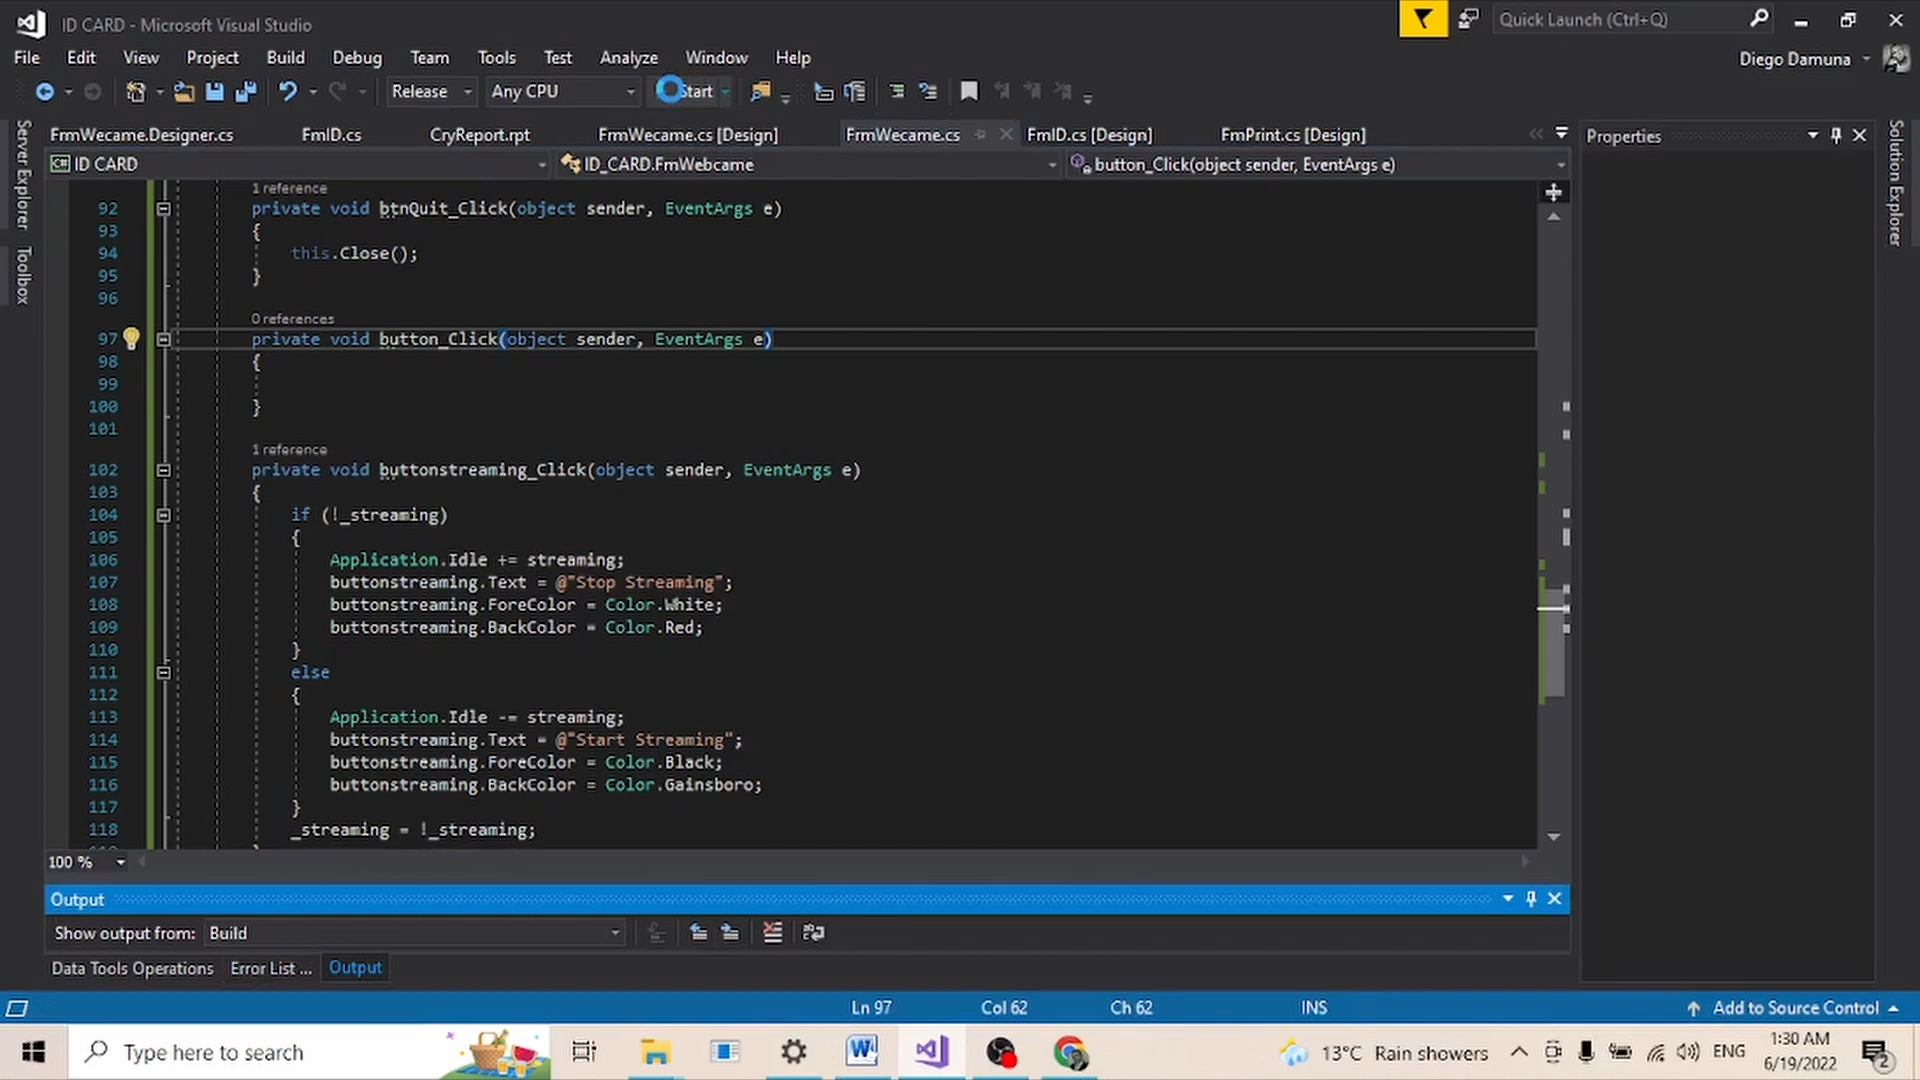 ID CARD - Microsoft Visual Studio
Quick Launch (Ctrl+Q)
File Edit View Project Build Debug Team Tools Test Analyze Window Help
Diego Damuna
Release Any CPU Start
FrmWecame.Designer.cs FmID.cs CryReport.rpt FrmWecame.cs [Design] FrmWecame.cs FmID.cs [Design] FmPrint.cs [Design]
Properties
Server Explorer
Toolbox
Solution Explorer
C# ID CARD ID_CARD.FmWebcame button_Click(object sender, EventArgs e)
1 reference
92 private void btnQuit_Click(object sender, EventArgs e)
93 {
94 this.Close();
95 }
96
0 references
97 private void button_Click(object sender, EventArgs e)
98 {
99
100 }
101
1 reference
102 private void buttonstreaming_Click(object sender, EventArgs e)
103 {
104 if (!_streaming)
105 {
106 Application.Idle += streaming;
107 buttonstreaming.Text = @"Stop Streaming";
108 buttonstreaming.ForeColor = Color.White;
109 buttonstreaming.BackColor = Color.Red;
110 }
111 else
112 {
113 Application.Idle -= streaming;
114 buttonstreaming.Text = @"Start Streaming";
115 buttonstreaming.ForeColor = Color.Black;
116 buttonstreaming.BackColor = Color.Gainsboro;
117 }
118 _streaming = !_streaming;
100 %
Output
Show output from: Build
Data Tools Operations Error List ... Output
Ln 97 Col 62 Ch 62 INS Add to Source Control
Type here to search
13°C Rain showers ENG
1:30 AM
6/19/2022
2